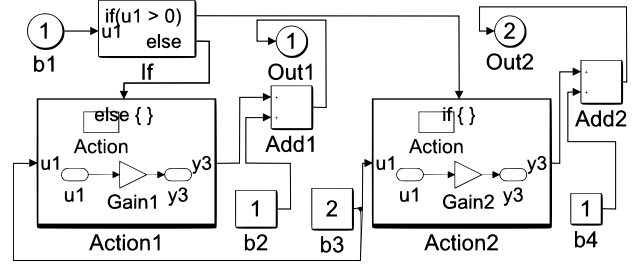 1
b1
if(u1 > 0)
u1
else
If
1
Out1
2
Out2
else { }
Action
u1
y3
u1
Gain1
y3
Action1
Add1
1
b2
2
b3
if { }
Action
u1
y3
u1
Gain2
y3
Action2
Add2
1
b4